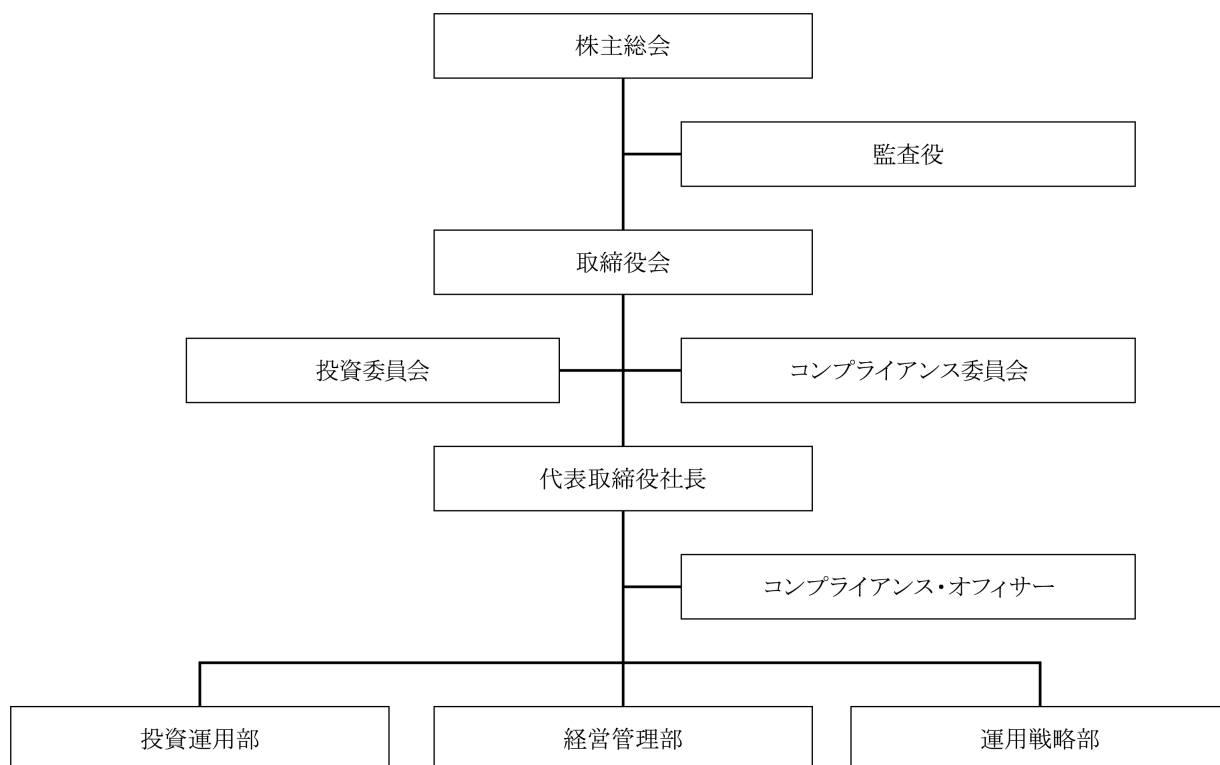 株主総会
監査役
取締役会
投資委員会
コンプライアンス委員会
代表取締役社長
コンプライアンス・オフィサー
投資運用部
経営管理部
運用戦略部